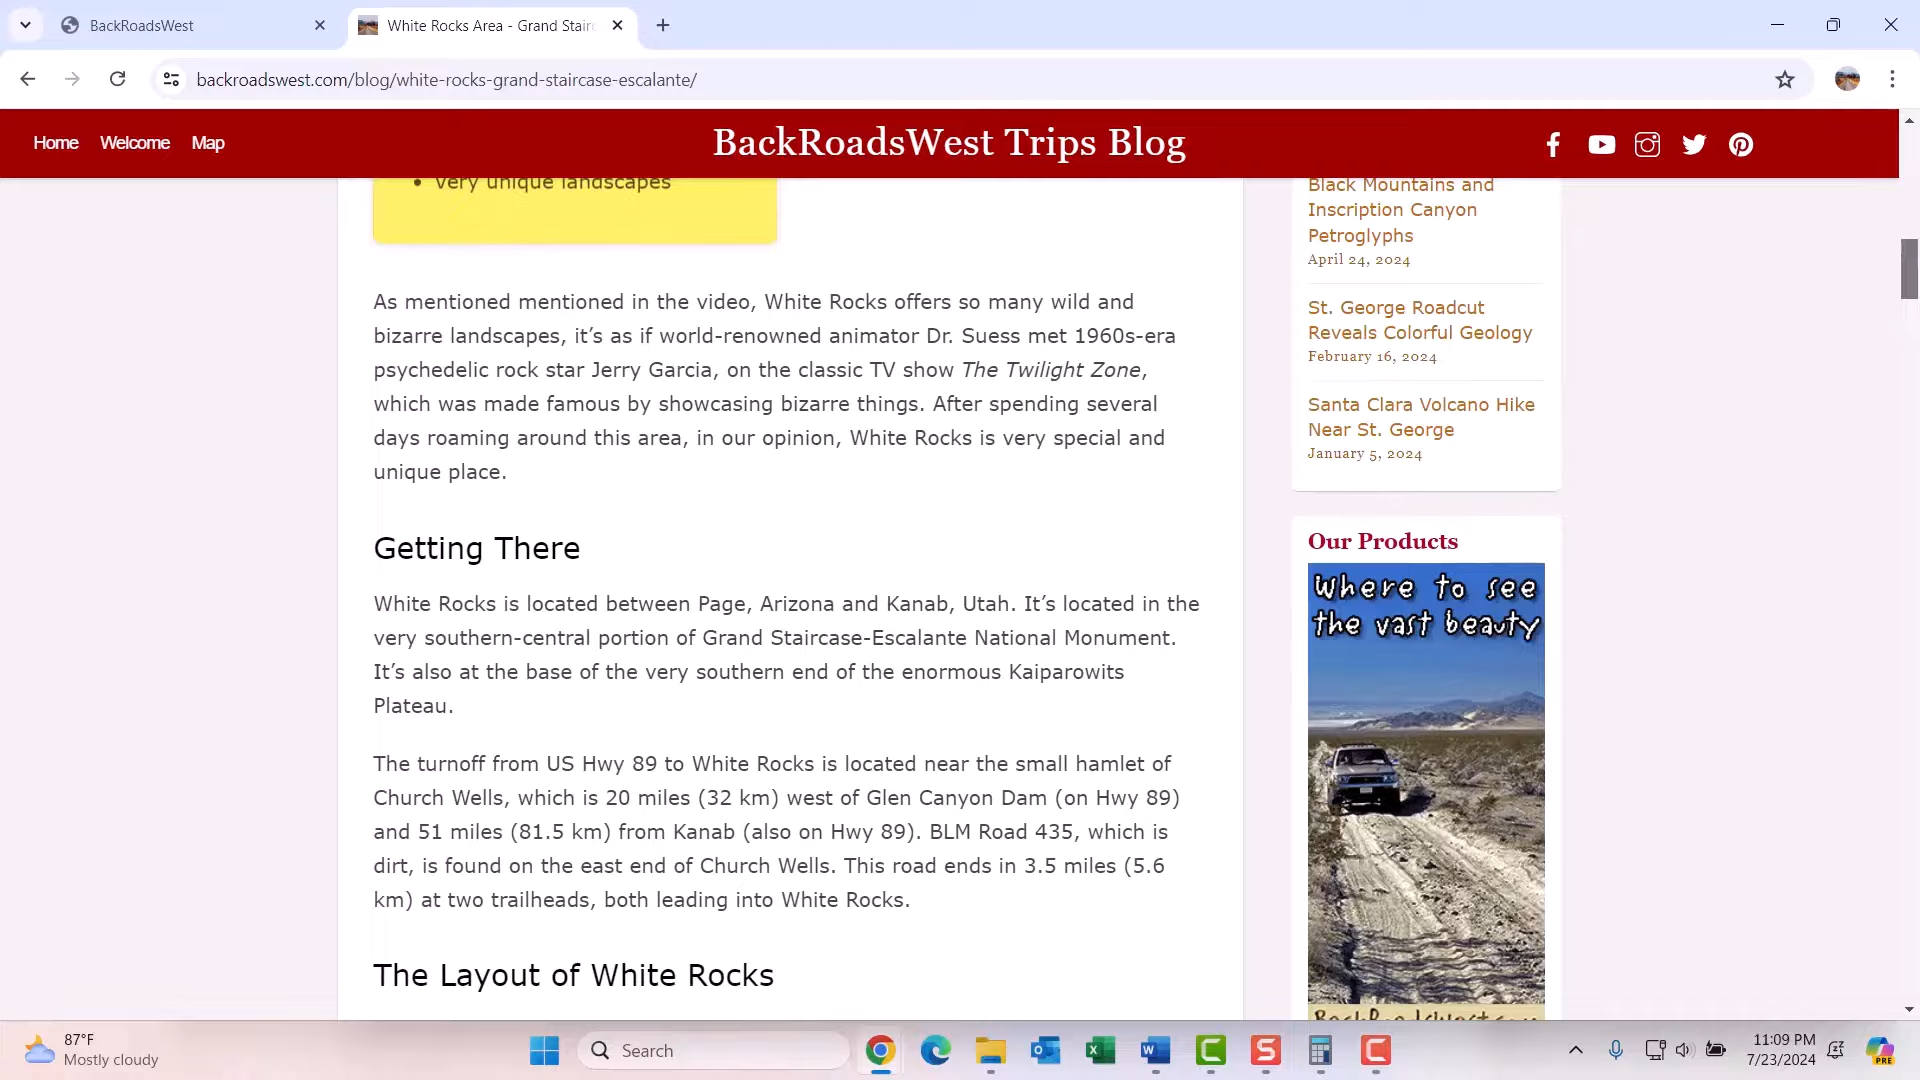 BackRoadsWest
White Rocks Area - Grand Stairc
backroadswest.com/blog/white-rocks-grand-staircase-escalante/
Home Welcome Map
BackRoadsWest Trips Blog
• Very unique landscapes
As mentioned mentioned in the video, White Rocks offers so many wild and
bizarre landscapes, it’s as if world-renowned animator Dr. Suess met 1960s-era
psychedelic rock star Jerry Garcia, on the classic TV show The Twilight Zone,
which was made famous by showcasing bizarre things. After spending several
days roaming around this area, in our opinion, White Rocks is very special and
unique place.
Getting There
White Rocks is located between Page, Arizona and Kanab, Utah. It’s located in the
very southern-central portion of Grand Staircase-Escalante National Monument.
It’s also at the base of the very southern end of the enormous Kaiparowits
Plateau.
The turnoff from US Hwy 89 to White Rocks is located near the small hamlet of
Church Wells, which is 20 miles (32 km) west of Glen Canyon Dam (on Hwy 89)
and 51 miles (81.5 km) from Kanab (also on Hwy 89). BLM Road 435, which is
dirt, is found on the east end of Church Wells. This road ends in 3.5 miles (5.6
km) at two trailheads, both leading into White Rocks.
The Layout of White Rocks
Black Mountains and
Inscription Canyon
Petroglyphs
April 24, 2024
St. George Roadcut
Reveals Colorful Geology
February 16, 2024
Santa Clara Volcano Hike
Near St. George
January 5, 2024
Our Products
Where to see
the vast beauty
BackRoadsWest.com
87°F
Mostly cloudy
Search
11:09 PM
7/23/2024
PRE